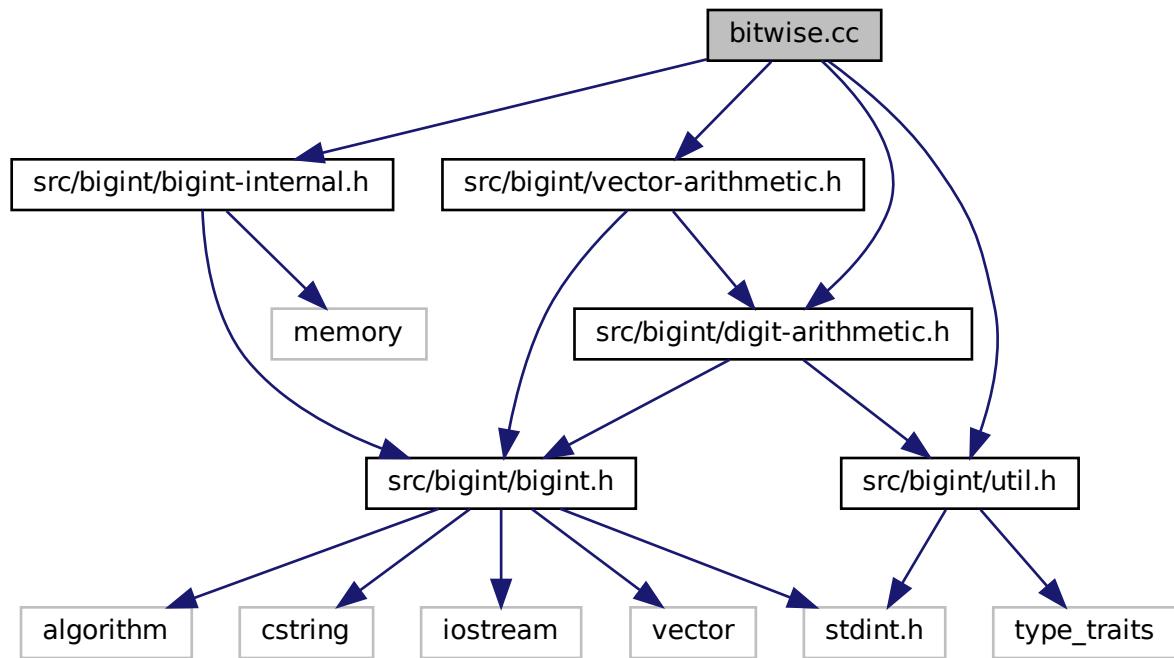 bitwise.cc
src/bigint/bigint-internal.h
src/bigint/vector-arithmetic.h
memory
src/bigint/digit-arithmetic.h
src/bigint/bigint.h
src/bigint/util.h
algorithm
cstring
iostream
vector
stdint.h
type_traits